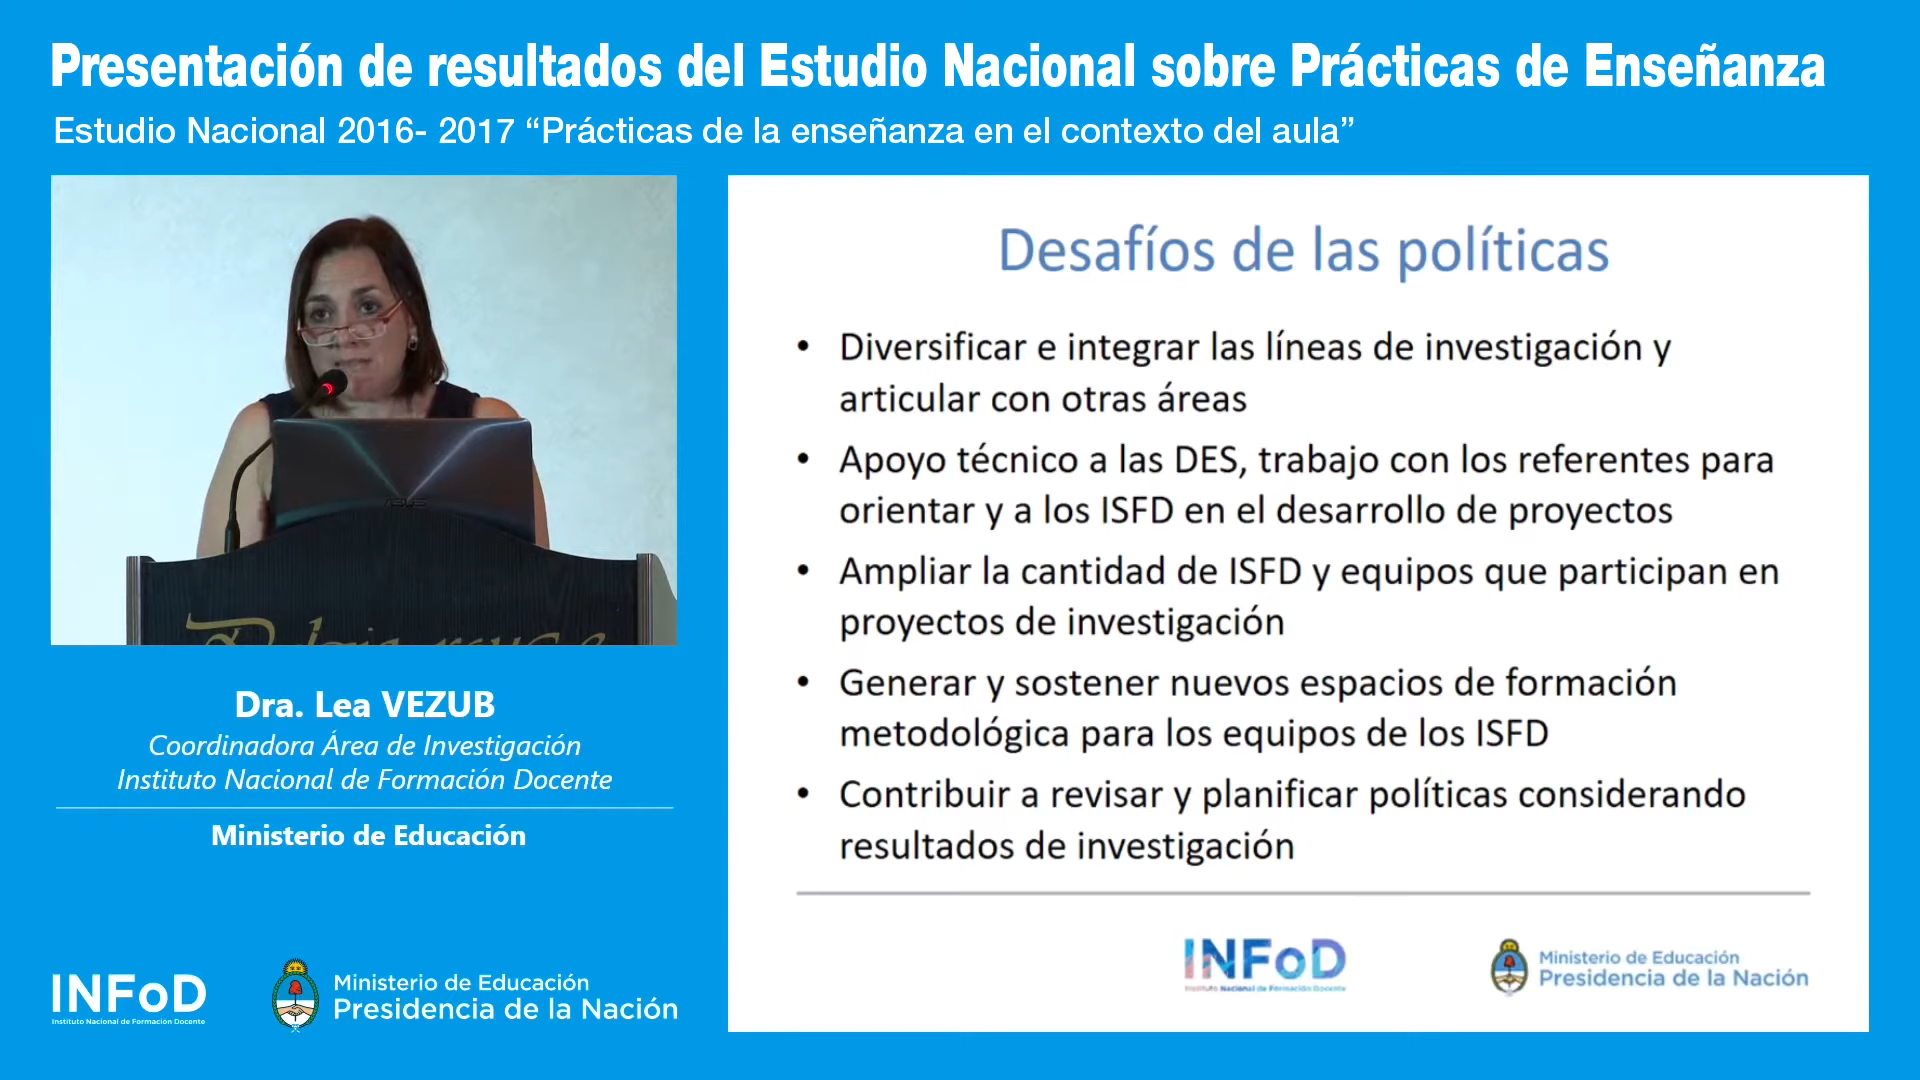 Presentación de resultados del Estudio Nacional sobre Prácticas de Enseñanza
Estudio Nacional 2016- 2017 “Prácticas de la enseñanza en el contexto del aula”
ASUS
Dra. Lea VEZUB
Coordinadora Área de Investigación
Instituto Nacional de Formación Docente
Ministerio de Educación
INFoD
Instituto Nacional de Formación Docente
Ministerio de Educación
Presidencia de la Nación
Desafíos de las políticas
• Diversificar e integrar las líneas de investigación y
articular con otras áreas
• Apoyo técnico a las DES, trabajo con los referentes para
orientar y a los ISFD en el desarrollo de proyectos
• Ampliar la cantidad de ISFD y equipos que participan en
proyectos de investigación
• Generar y sostener nuevos espacios de formación
metodológica para los equipos de los ISFD
• Contribuir a revisar y planificar políticas considerando
resultados de investigación
INFoD
Instituto Nacional de Formación Docente
Ministerio de Educación
Presidencia de la Nación